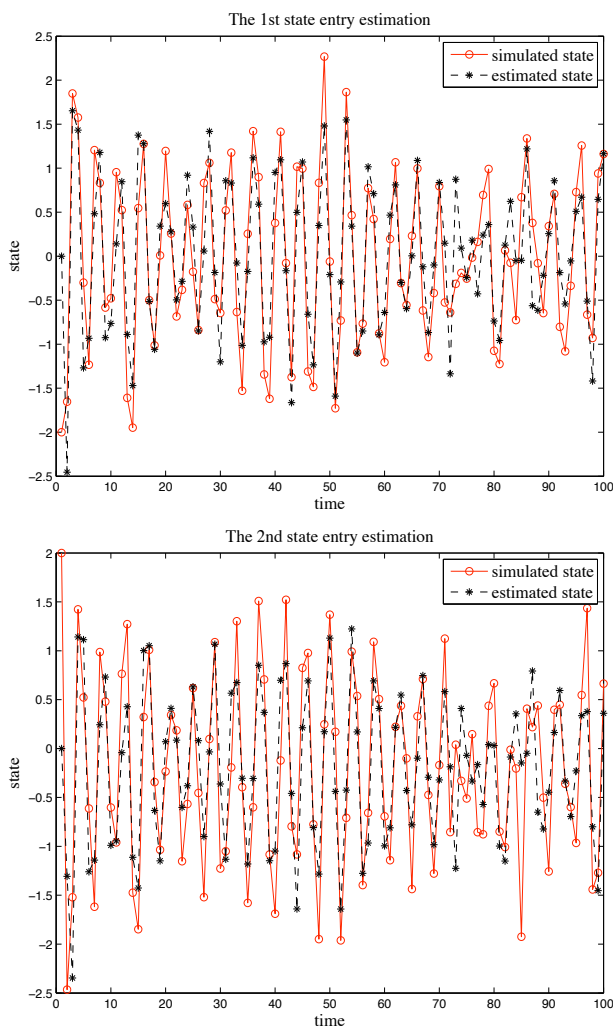 The 1st state entry estimation
2.5
simulated state
estimated state
2
1.5
1
0.5
0
−0.5
−1
−1.5
−2
−2.5
state
0 10 20 30 40 50 60 70 80 90 100
time
The 2nd state entry estimation
2
simulated state
estimated state
1.5
1
0.5
0
−0.5
−1
−1.5
−2
−2.5
state
0 10 20 30 40 50 60 70 80 90 100
time